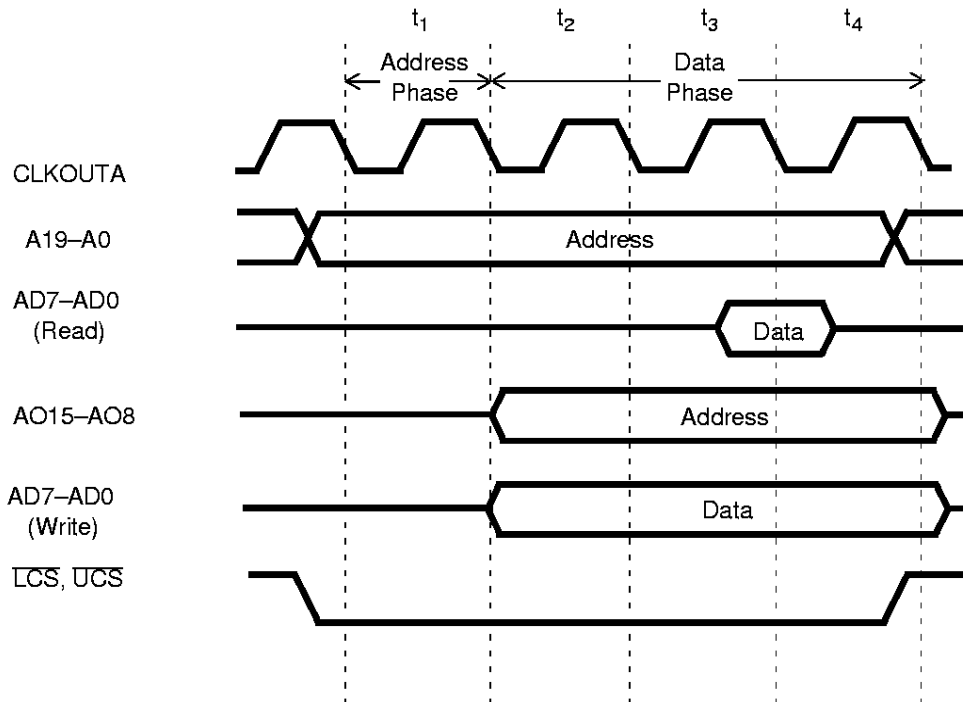 t1 t2 t3 t4
Address Phase
Data Phase
CLKOUTA
A19–A0
Address
AD7–AD0
(Read)
Data
AO15–AO8
Address
AD7–AD0
(Write)
Data
LCS, UCS